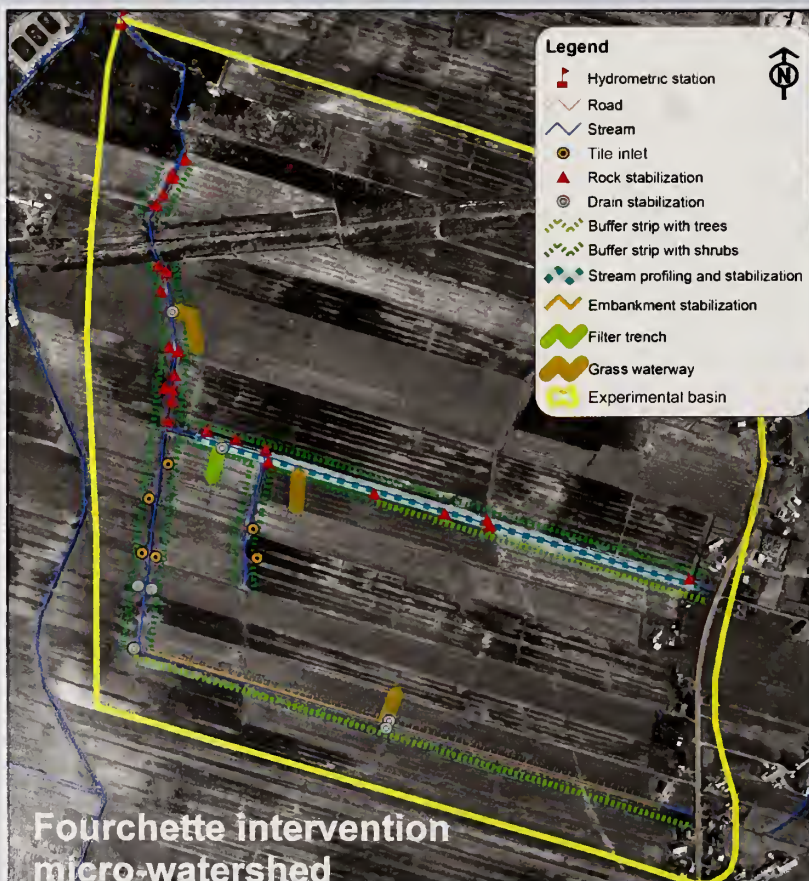 Legend
N
Hydrometric station
Road
Stream
Tile inlet
Rock stabilization
Drain stabilization
Buffer strip with trees
Buffer strip with shrubs
Stream profiling and stabilization
Embankment stabilization
Filter trench
Grass waterway
Experimental basin
Fourchette intervention
micro-watershed